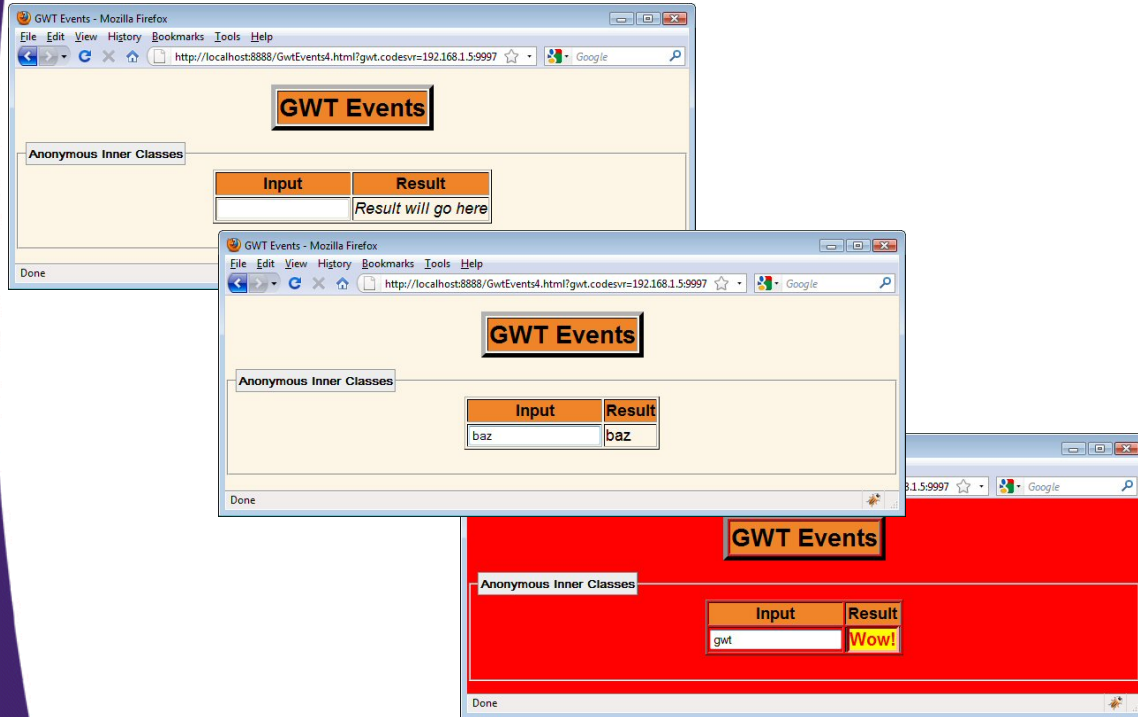 GWT Events - Mozilla Firefox
File Edit View History Bookmarks Tools Help
http://localhost:8888/GwtEvents4.html?gwt.codesvr=192.168.1.5:9997
Google
GWT Events
Anonymous Inner Classes
Input Result
Result will go here
Done
GWT Events - Mozilla Firefox
File Edit View History Bookmarks Tools Help
http://localhost:8888/GwtEvents4.html?gwt.codesvr=192.168.1.5:9997
Google
GWT Events
Anonymous Inner Classes
Input Result
baz baz
Done
.1.5:9997
Google
GWT Events
Anonymous Inner Classes
Input Result
gwt Wow!
Done